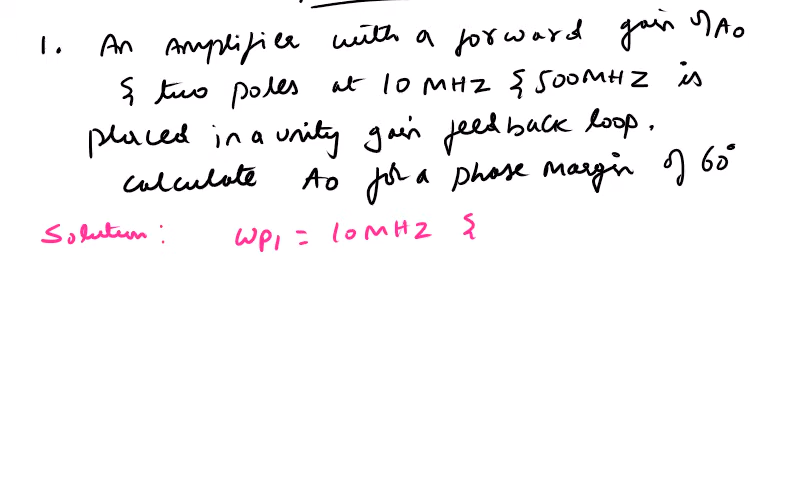 1. An Amplifier with a forward gain of A0
& two poles at 10 MHZ & 500MHZ is
placed in a unity gain feedback loop.
calculate A0 for a phase margin of 60°
Solution: ωP1 = 10MHZ &